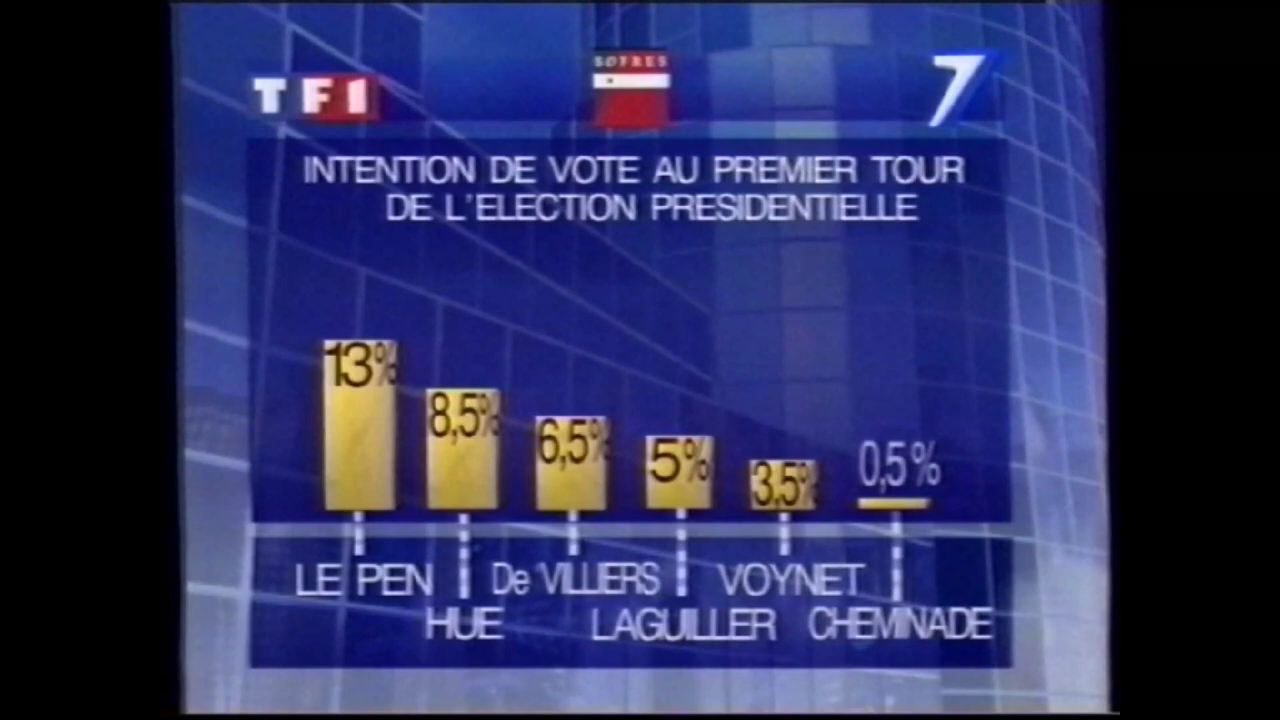 TF1
SOFRES
7
INTENTION DE VOTE AU PREMIER TOUR
DE L'ELECTION PRESIDENTIELLE
13%
8,5%
6,5%
5%
3,5%
0,5%
LE PEN
De VILLIERS
VOYNET
HUE
LAGUILLER
CHEMINADE